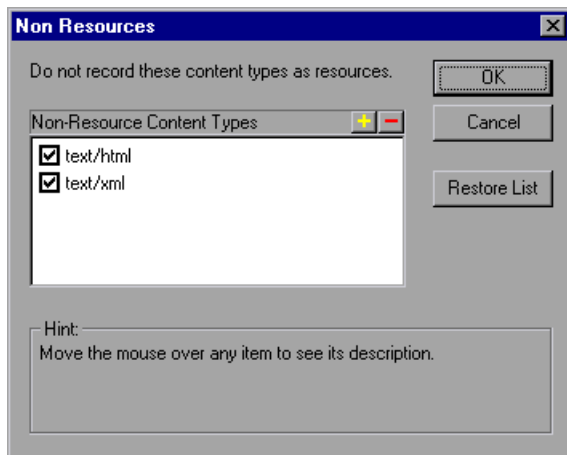 Non Resources
Do not record these content types as resources.
OK
Non-Resource Content Types
Cancel
text/html
text/xml
Restore List
Hint:
Move the mouse over any item to see its description.